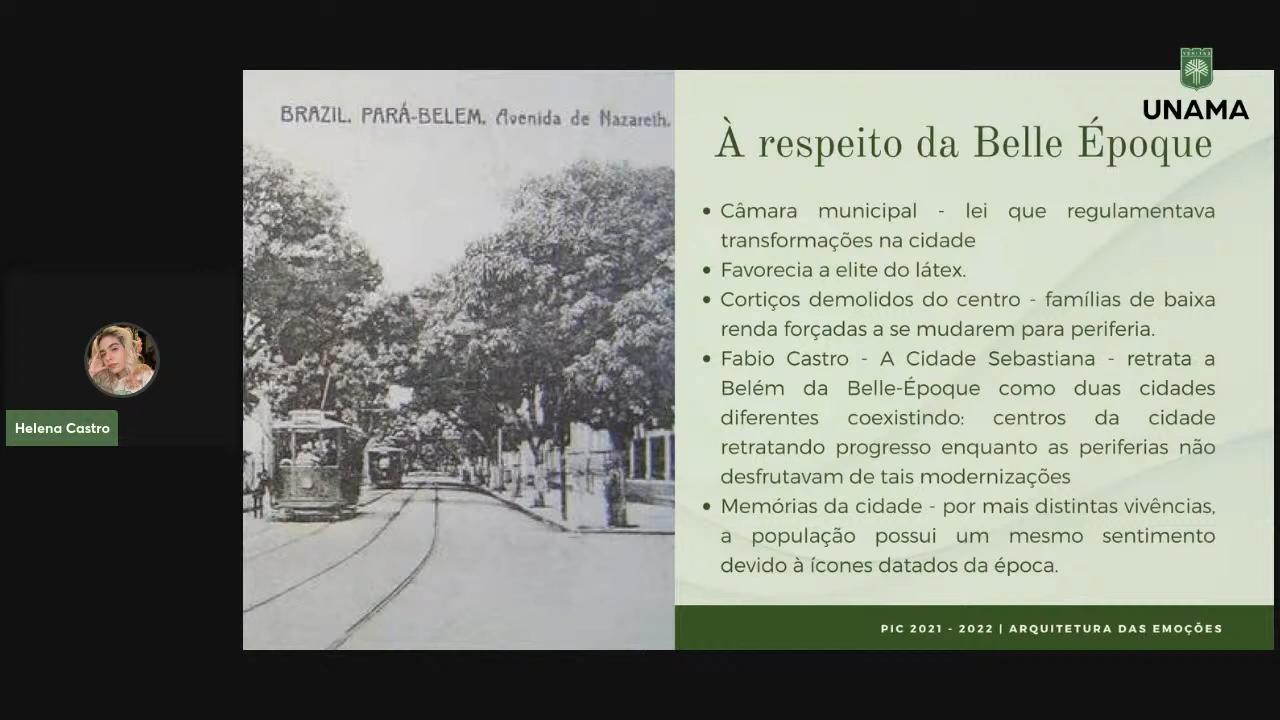 UNAMA
BRAZIL. PARÁ-BELEM. Avenida de Nazareth.
À respeito da Belle Époque
• Câmara municipal - lei que regulamentava
transformações na cidade
• Favorecia a elite do látex.
• Cortiços demolidos do centro - famílias de baixa
renda forçadas a se mudarem para periferia.
• Fabio Castro - A Cidade Sebastiana - retrata a
Belém da Belle-Époque como duas cidades
diferentes coexistindo: centros da cidade
retratando progresso enquanto as periferias não
desfrutavam de tais modernizações
• Memórias da cidade - por mais distintas vivências,
a população possui um mesmo sentimento
devido à ícones datados da época.
Helena Castro
PIC 2021 - 2022 | ARQUITETURA DAS EMOÇÕES